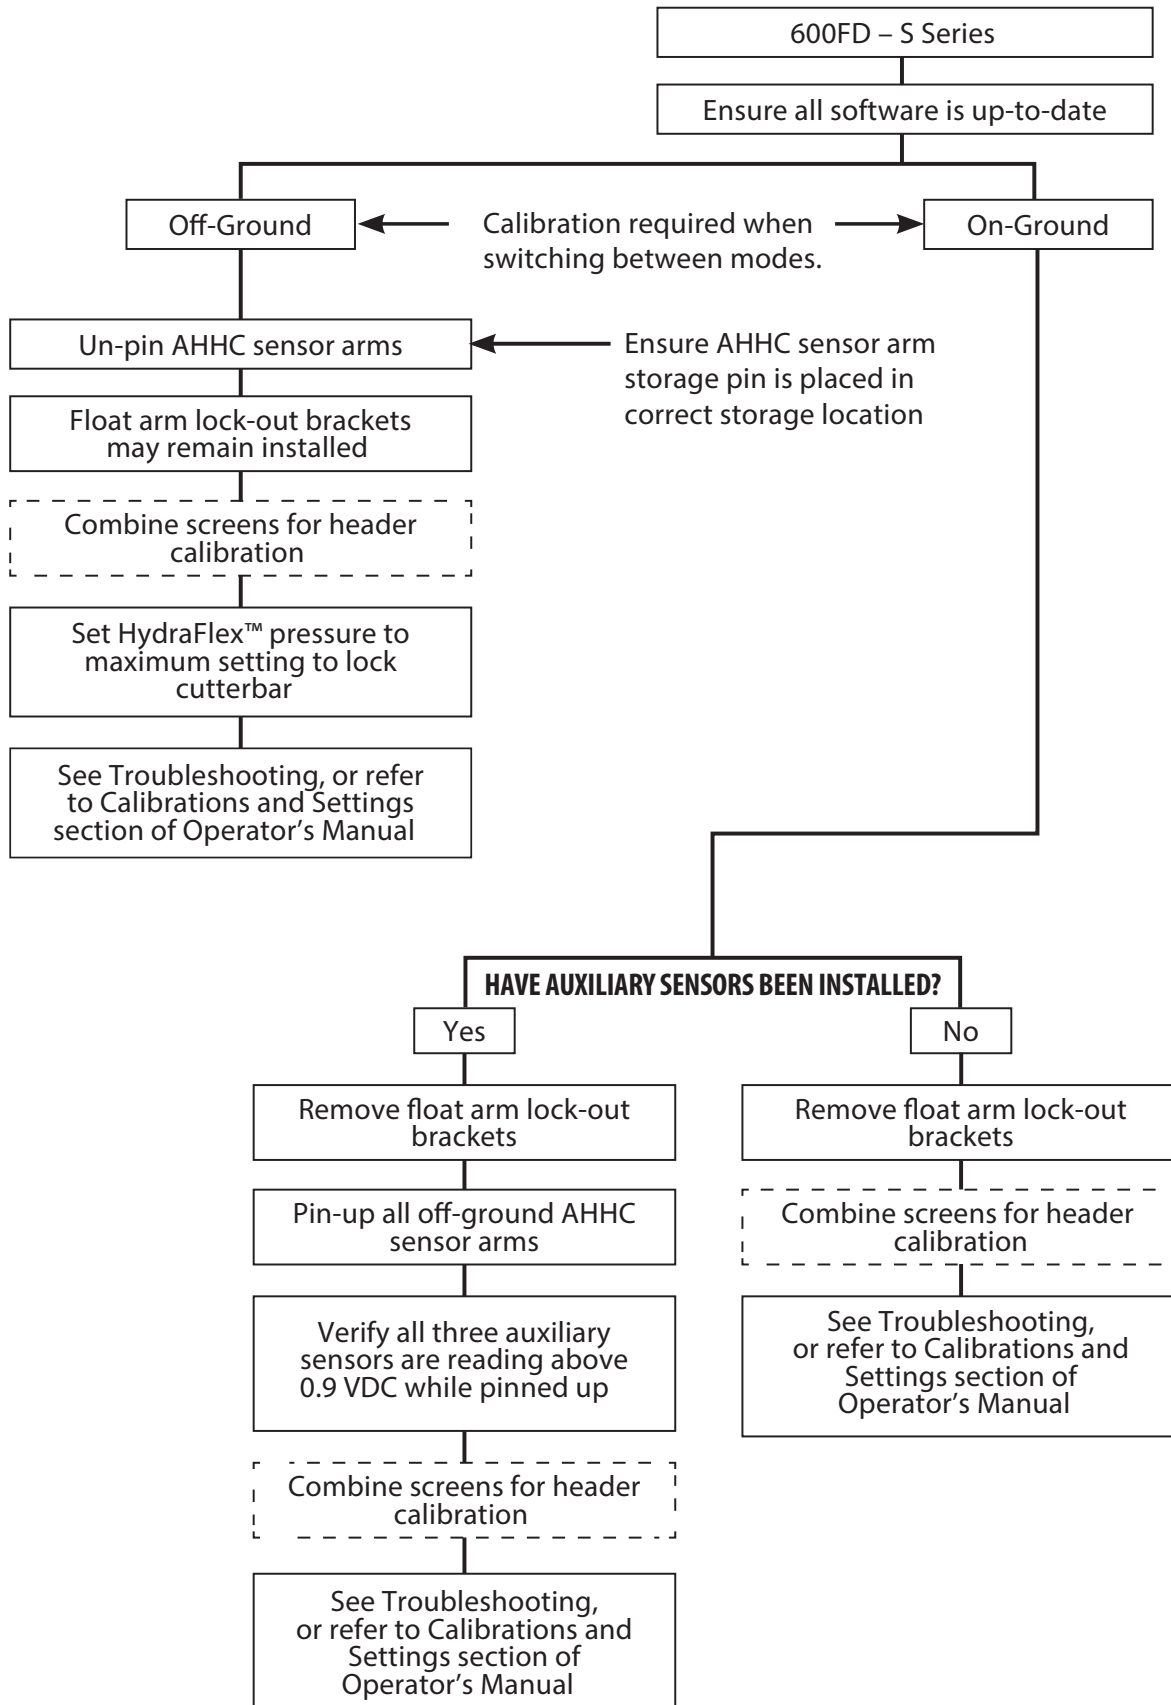 600FD – S Series
Ensure all software is up-to-date
Off-Ground
Calibration required when
switching between modes.
On-Ground
Un-pin AHHC sensor arms
Ensure AHHC sensor arm
storage pin is placed in
correct storage location
Float arm lock-out brackets
may remain installed
Combine screens for header
calibration
Set HydraFlex™ pressure to
maximum setting to lock
cutterbar
See Troubleshooting, or refer
to Calibrations and Settings
section of Operator's Manual
HAVE AUXILIARY SENSORS BEEN INSTALLED?
Yes
Remove float arm lock-out
brackets
Pin-up all off-ground AHHC
sensor arms
Verify all three auxiliary
sensors are reading above
0.9 VDC while pinned up
Combine screens for header
calibration
See Troubleshooting,
or refer to Calibrations and
Settings section of
Operator's Manual
No
Remove float arm lock-out
brackets
Combine screens for header
calibration
See Troubleshooting,
or refer to Calibrations and
Settings section of
Operator's Manual